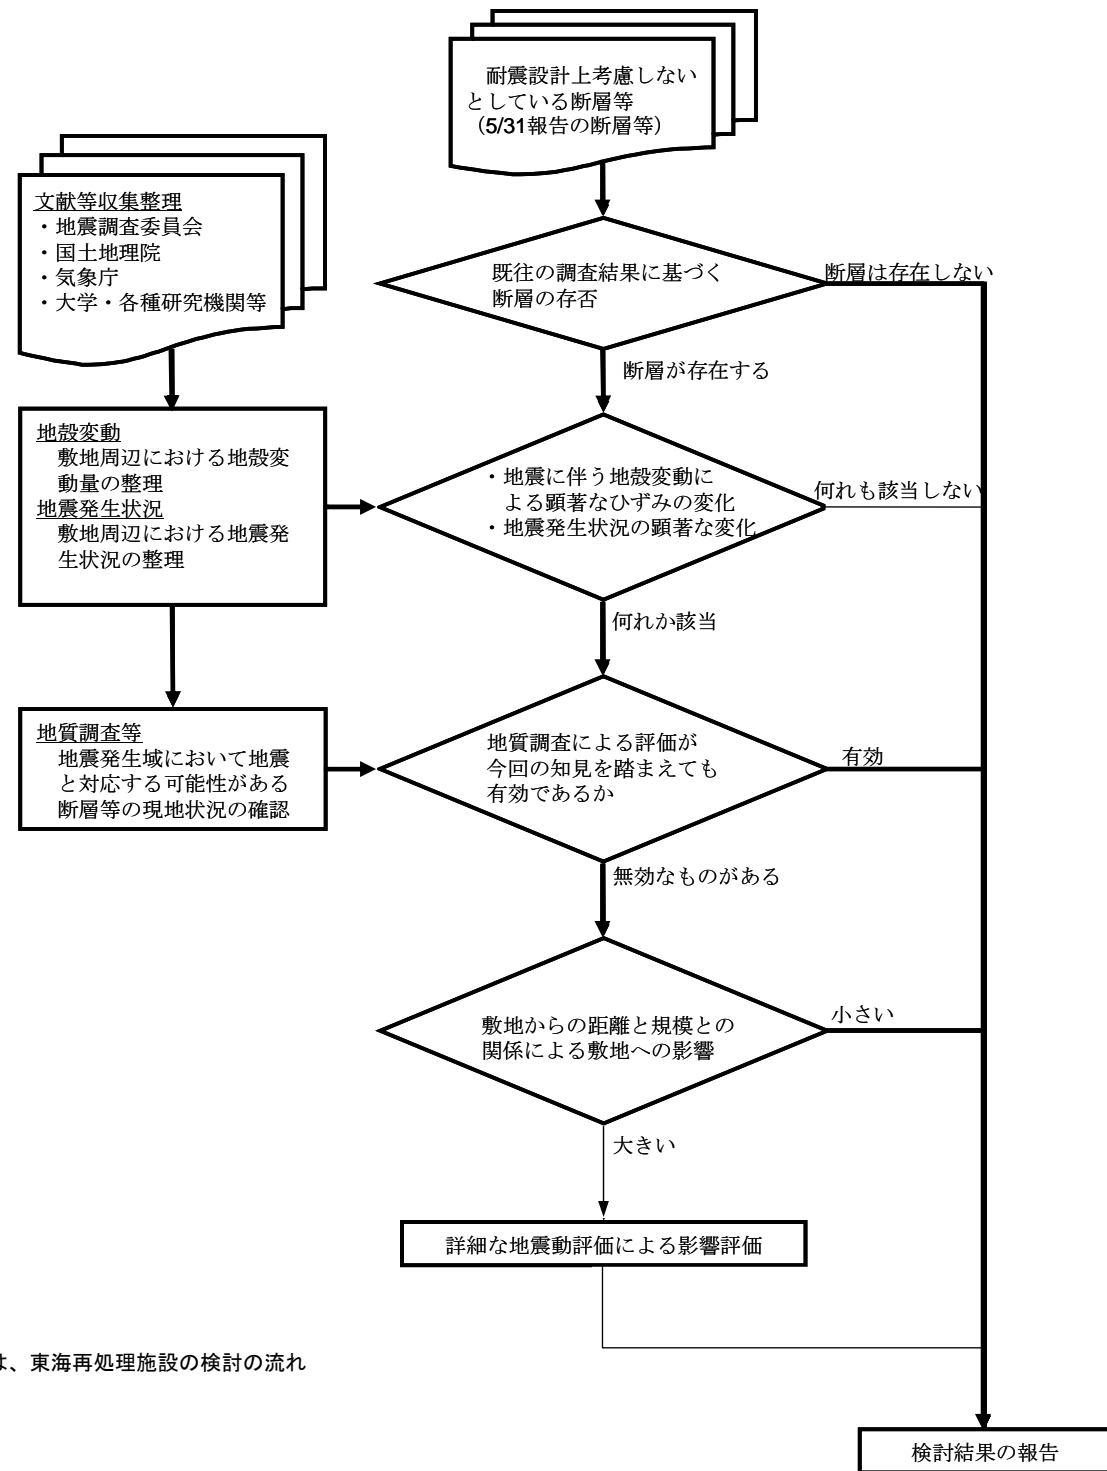 耐震設計上考慮しない
としている断層等
(5/31報告の断層等)
文献等収集整理
・地震調査委員会
・国土地理院
・気象庁
・大学・各種研究機関等
既往の調査結果に基づく
断層の存否
断層は存在しない
断層が存在する
地殻変動
敷地周辺における地殻変
動量の整理
地震発生状況
敷地周辺における地震発
生状況の整理
・地震に伴う地殻変動に
よる顕著なひずみの変化
・地震発生状況の顕著な変化
何れも該当しない
何れか該当
地質調査等
地震発生域において地震
と対応する可能性がある
断層等の現地状況の確認
地質調査による評価が
今回の知見を踏まえても
有効であるか
有効
無効なものがある
敷地からの距離と規模との
関係による敷地への影響
小さい
大きい
詳細な地震動評価による影響評価
は、東海再処理施設の検討の流れ
検討結果の報告